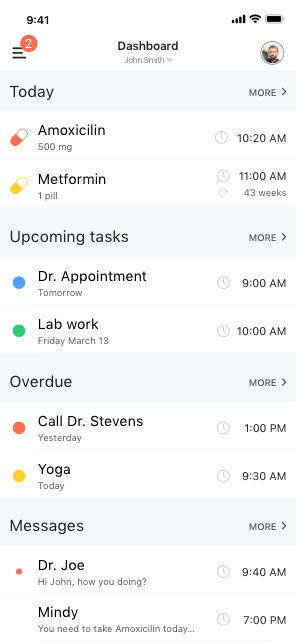 9:41
2
Dashboard
John Smith
Today
MORE
Amoxicilin
10:20 AM
500 mg
Metformin
11:00 AM
1 pill
43 weeks
Upcoming tasks
MORE
Dr. Appointment
9:00 AM
Tomorrow
Lab work
10:00 AM
Friday March 13
Overdue
MORE
Call Dr. Stevens
1:00 PM
Yesterday
Yoga
9:30 AM
Today
Messages
MORE
Dr. Joe
9:40 AM
Hi John, how you doing?
Mindy
7:00 PM
You need to take Amoxicilin today...